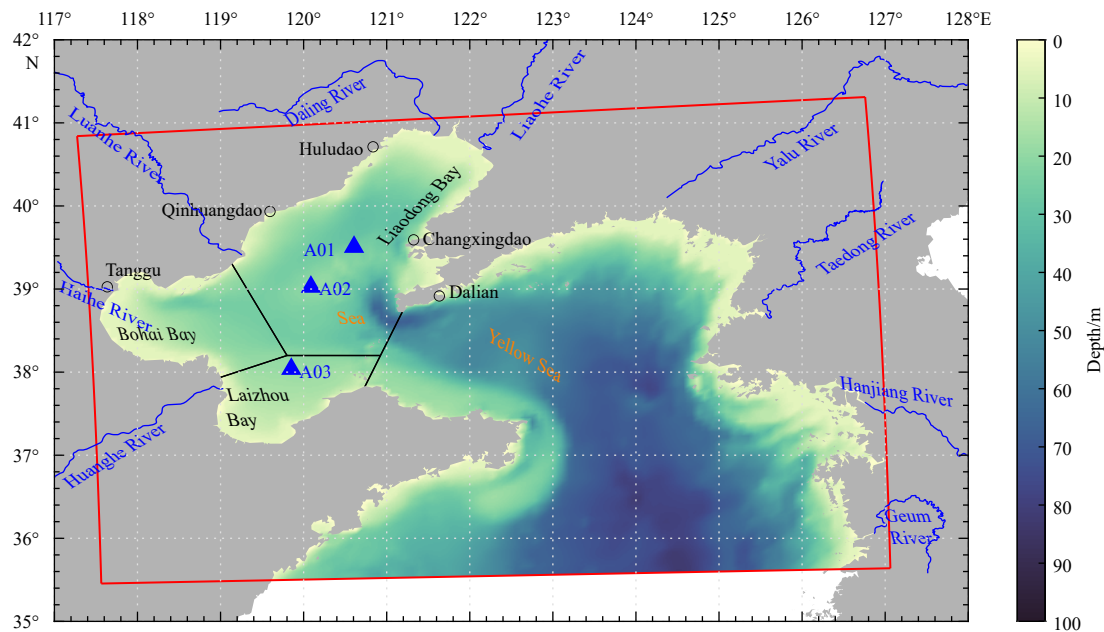 117° 118° 119° 120° 121° 122° 123° 124° 125° 126° 127° 128°E
42°
N
41°
40°
39°
38°
37°
36°
35°
Luanhe River
Daling River
Liaohe River
Yalu River
Huludao
Qinhuangdao
Liaodong Bay
Changxingdao
Taedong River
A01
Tanggu
Haihe River
A02
Dalian
Bohai Bay
Sea
Yellow Sea
A03
Laizhou
Bay
Hanjiang River
Huanghe River
Geum
River
0
10
20
30
40
50
60
70
80
90
100
Depth/m